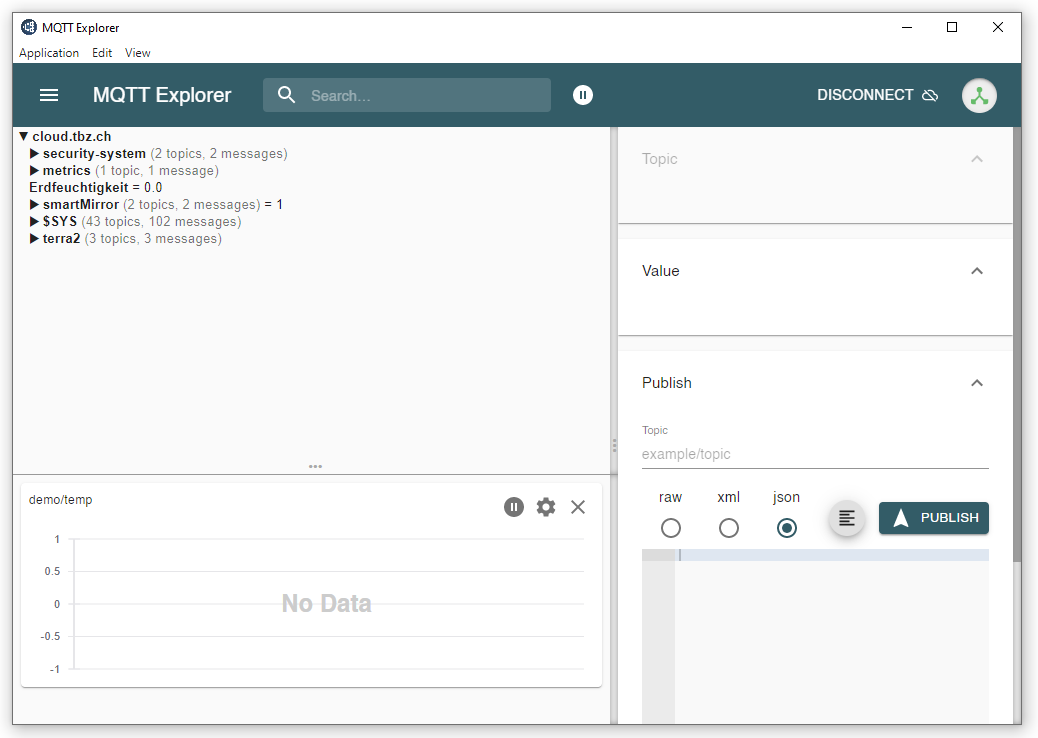 MQTT Explorer
Application Edit View
MQTT Explorer Search... DISCONNECT
cloud.tbz.ch
security-system (2 topics, 2 messages)
metrics (1 topic, 1 message)
Erdfeuchtigkeit = 0.0
smartMirror (2 topics, 2 messages) = 1
$SYS (43 topics, 102 messages)
terra2 (3 topics, 3 messages)
demo/temp
1
0.5
0
-0.5
-1
No Data
Topic
Value
Publish
Topic
example/topic
raw xml json
PUBLISH